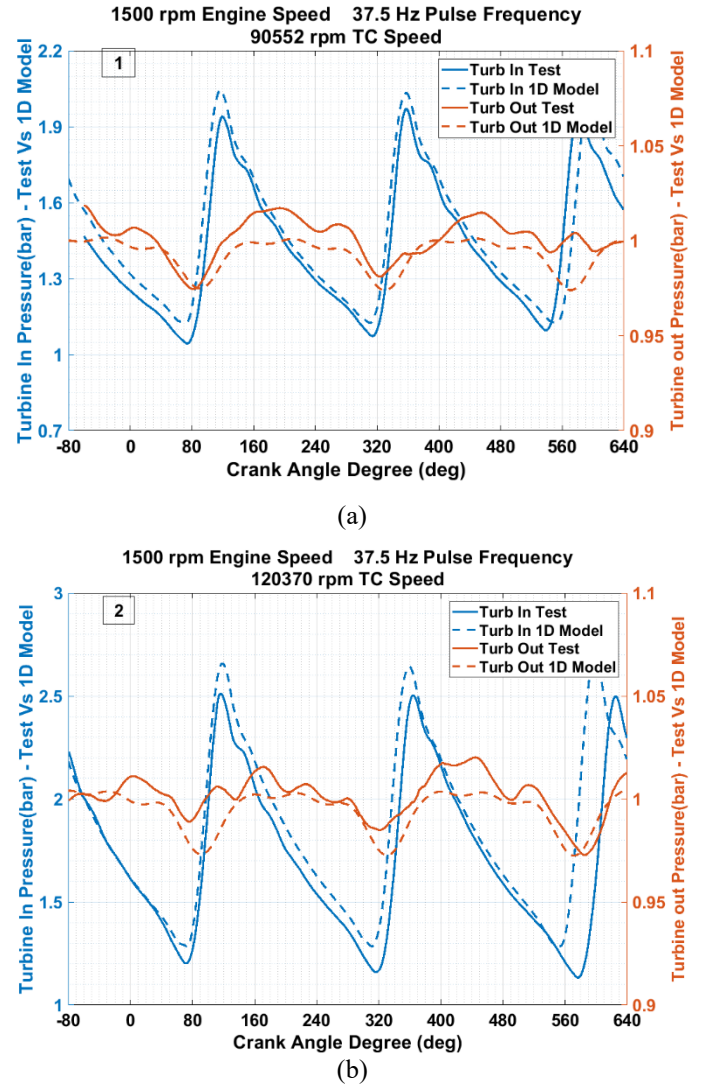 1500 rpm Engine Speed 37.5 Hz Pulse Frequency
90552 rpm TC Speed
1
Turb In Test
Turb In 1D Model
Turb Out Test
Turb Out 1D Model
Turbine In Pressure(bar) - Test Vs 1D Model
2.2
1.9
1.6
1.3
1
0.7
Turbine out Pressure(bar) - Test Vs 1D Model
1.1
1.05
1
0.95
0.9
-80 0 80 160 240 320 400 480 560 640
Crank Angle Degree (deg)
(a)
1500 rpm Engine Speed 37.5 Hz Pulse Frequency
120370 rpm TC Speed
2
Turb In Test
Turb In 1D Model
Turb Out Test
Turb Out 1D Model
Turbine In Pressure(bar) - Test Vs 1D Model
3
2.5
2
1.5
1
Turbine out Pressure(bar) - Test Vs 1D Model
1.1
1.05
1
0.95
0.9
-80 0 80 160 240 320 400 480 560 640
Crank Angle Degree (deg)
(b)